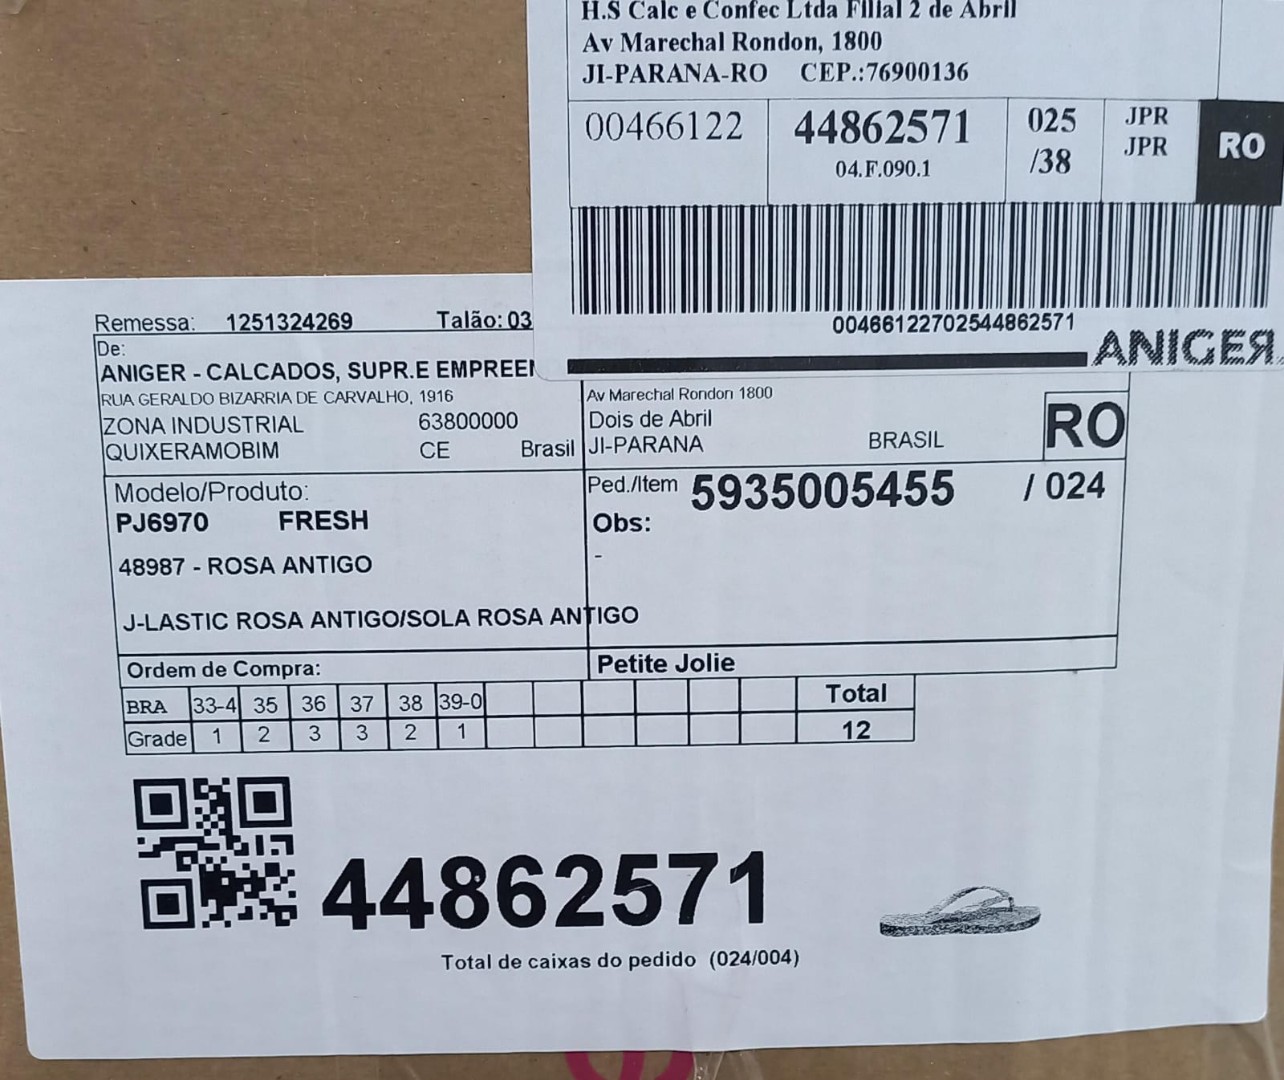 H.S Calc e Confec Ltda Filial 2 de Abril
Av Marechal Rondon, 1800
JI-PARANA-RO CEP.:76900136
00466122 44862571 025 JPR RO
04.F.090.1 /38 JPR
00466122702544862571
ANIGER
Remessa: 1251324269 Talão: 03
De:
ANIGER - CALCADOS, SUPR.E
RUA GERALDO BIZARRIA DE CARVALHO, 1916
ZONA INDUSTRIAL 63800000
QUIXERAMOBIM CE Brasil
Av Marechal Rondon 1800
Dois de Abril
JI-PARANA BRASIL RO
Modelo/Produto:
PJ6970 FRESH
48987 - ROSA ANTIGO
J-LASTIC ROSA ANTIGO/SOLA ROSA ANTIGO
Ped./Item 5935005455 / 024
Obs:
-
Ordem de Compra: Petite Jolie
BRA 33-4 35 36 37 38 39-0 Total
Grade 1 2 3 3 2 1 12
44862571
Total de caixas do pedido (024/004)